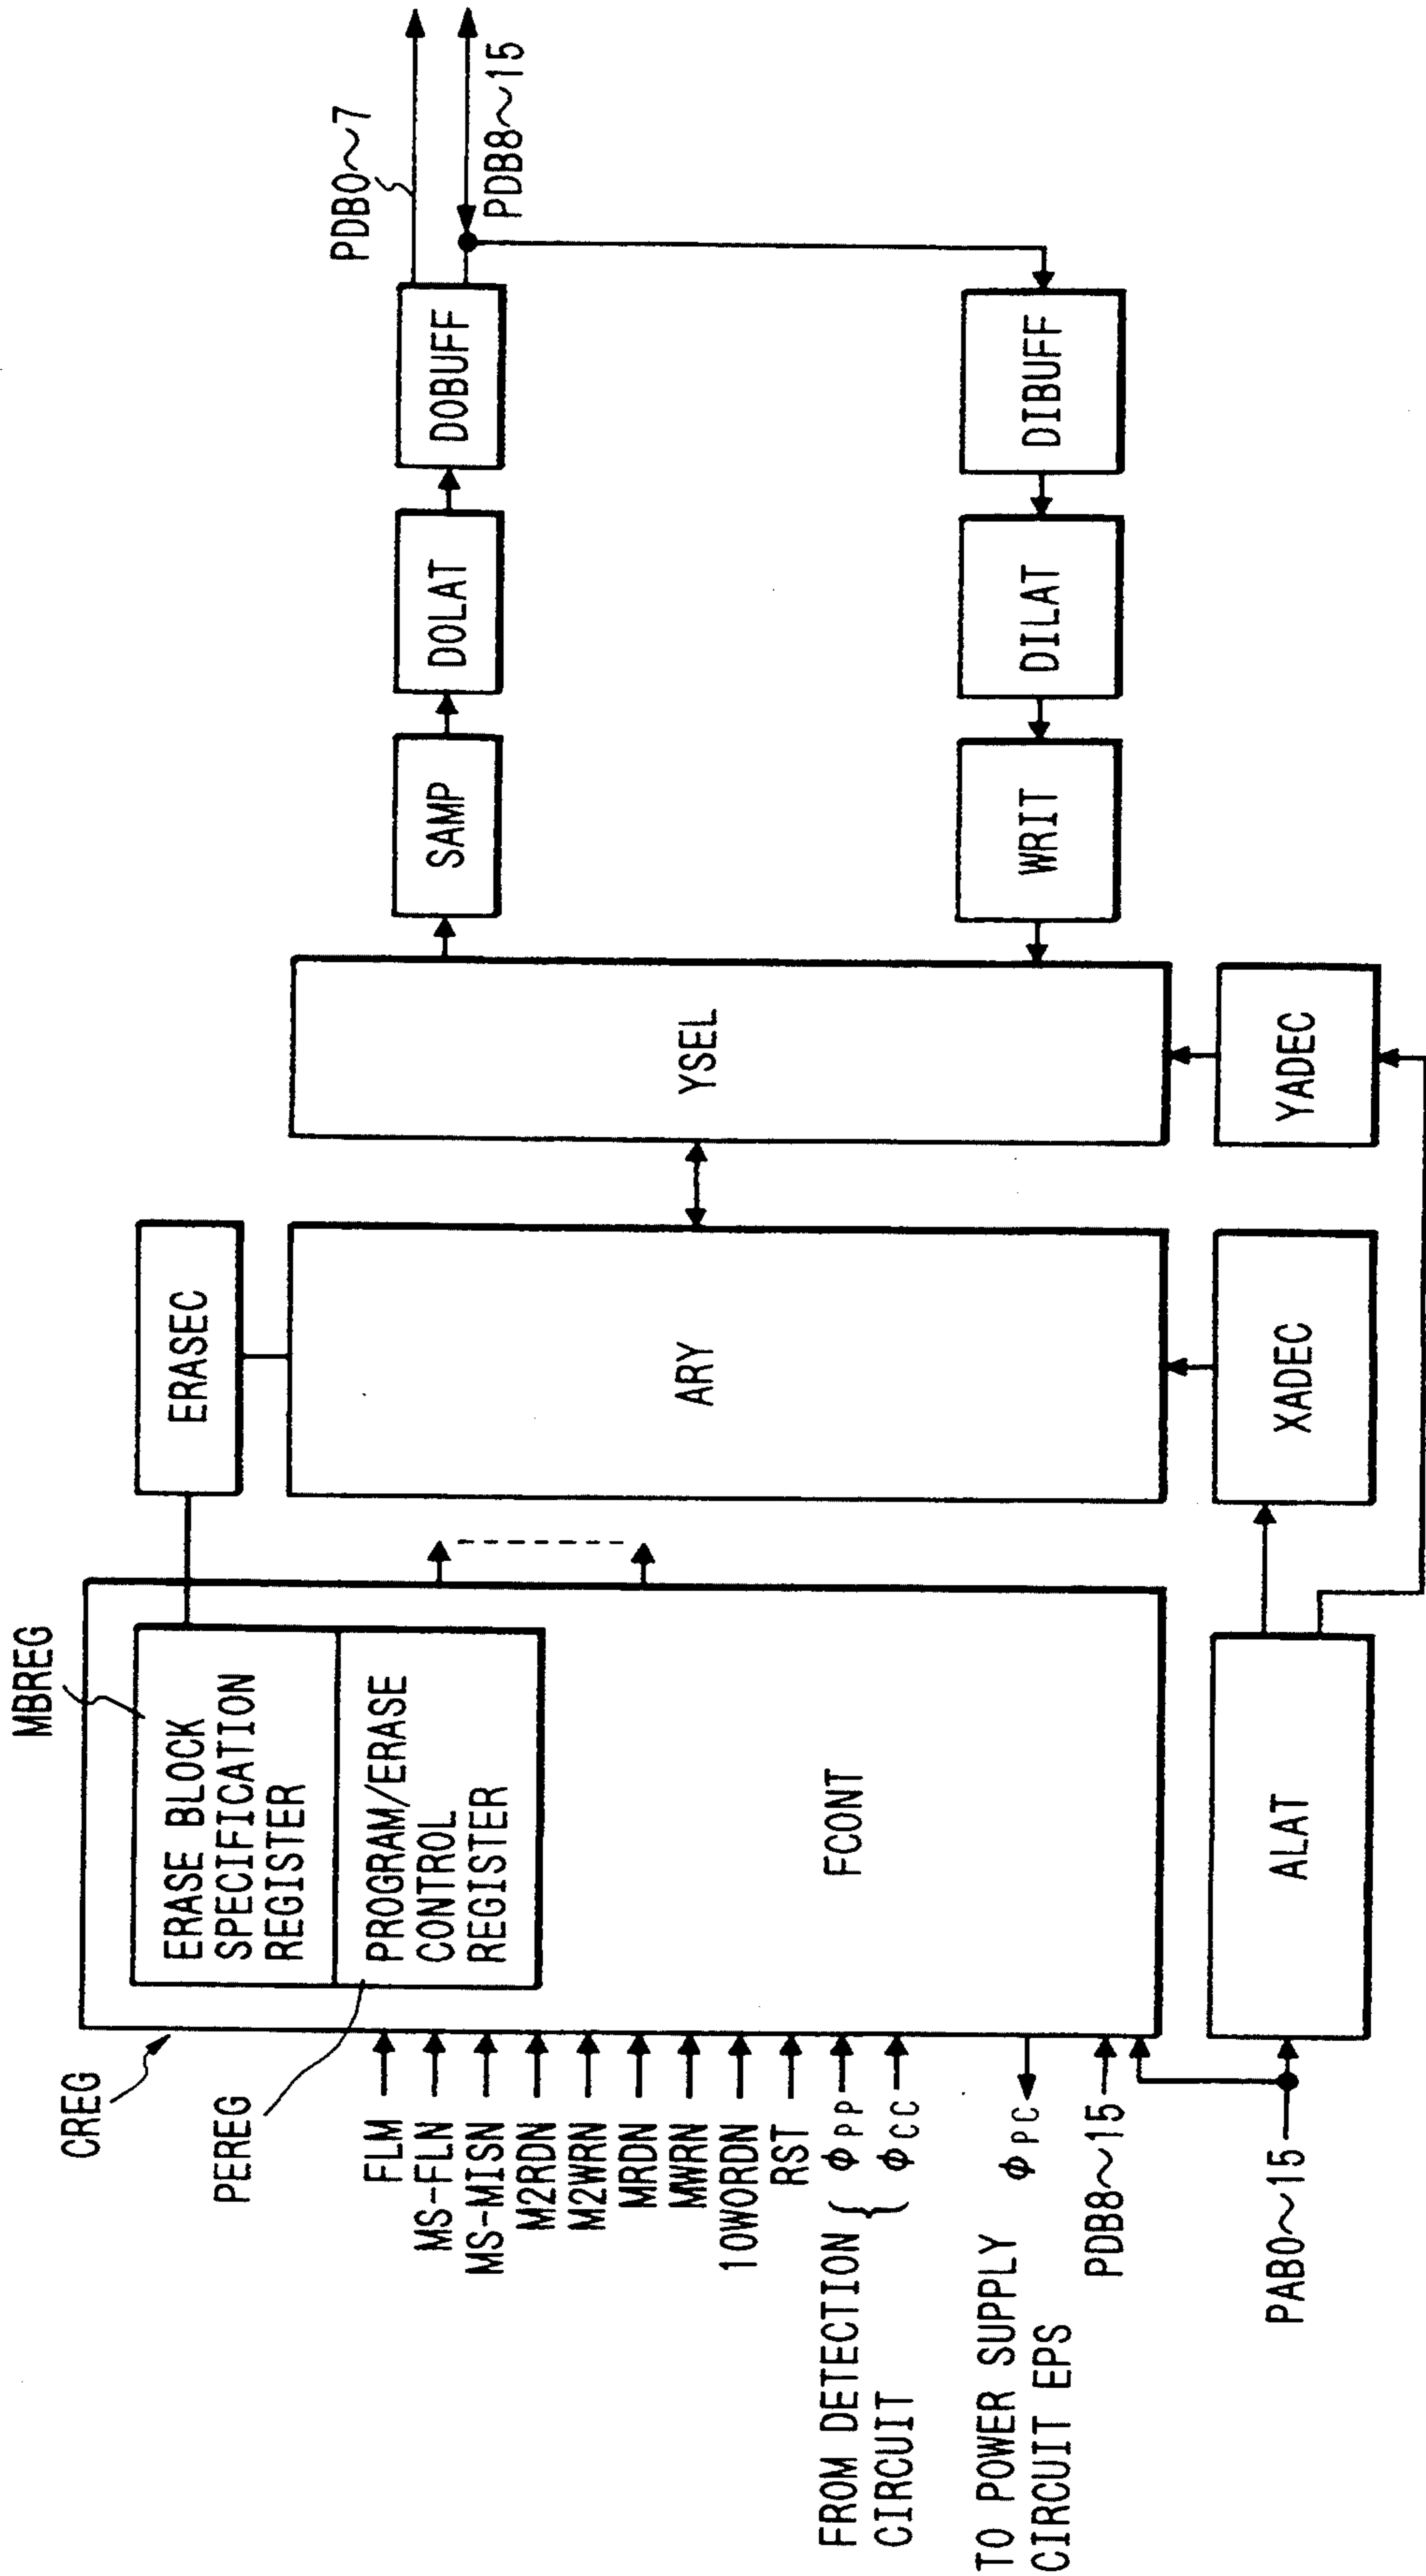 MBREG
CREG
PEREG
ERASE BLOCK
SPECIFICATION
REGISTER
PROGRAM/ERASE
CONTROL
REGISTER
FCONT
FLM
MS-FLN
MS-MISN
M2RDN
M2WRN
MRDN
MWRN
10WORDN
RST
FROM DETECTION { φPP
CIRCUIT φCC
TO POWER SUPPLY φPC
CIRCUIT EPS
PDB8~15
PAB0~15
ALAT
ERASEC
ARY
XADEC
YSEL
YADEC
SAMP
DOLAT
DOBUFF
PDB0~7
PDB8~15
WRIT
DILAT
DIBUFF